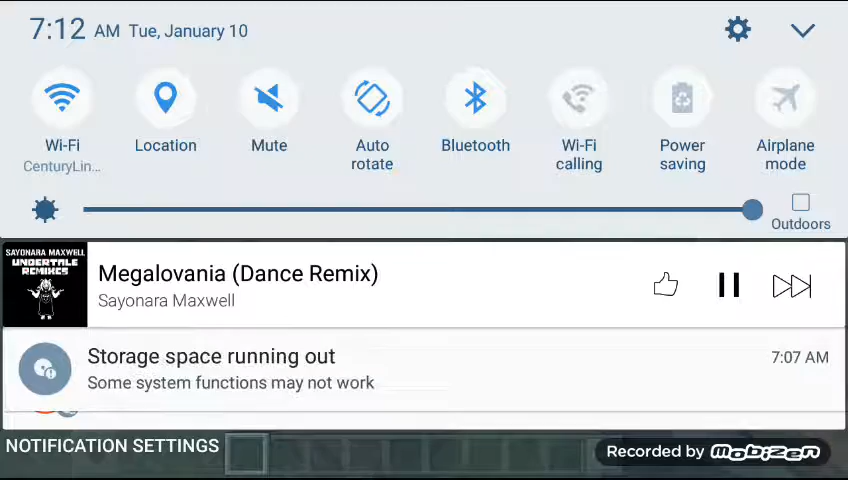 7:12 AM Tue, January 10
Wi-Fi
CenturyLin...
Location
Mute
Auto
rotate
Bluetooth
Wi-Fi
calling
Power
saving
Airplane
mode
Outdoors
SAYONARA MAXWELL
UNDERTALE
REMIXES
Megalovania (Dance Remix)
Sayonara Maxwell
Storage space running out
7:07 AM
Some system functions may not work
NOTIFICATION SETTINGS
Recorded by Mobizen